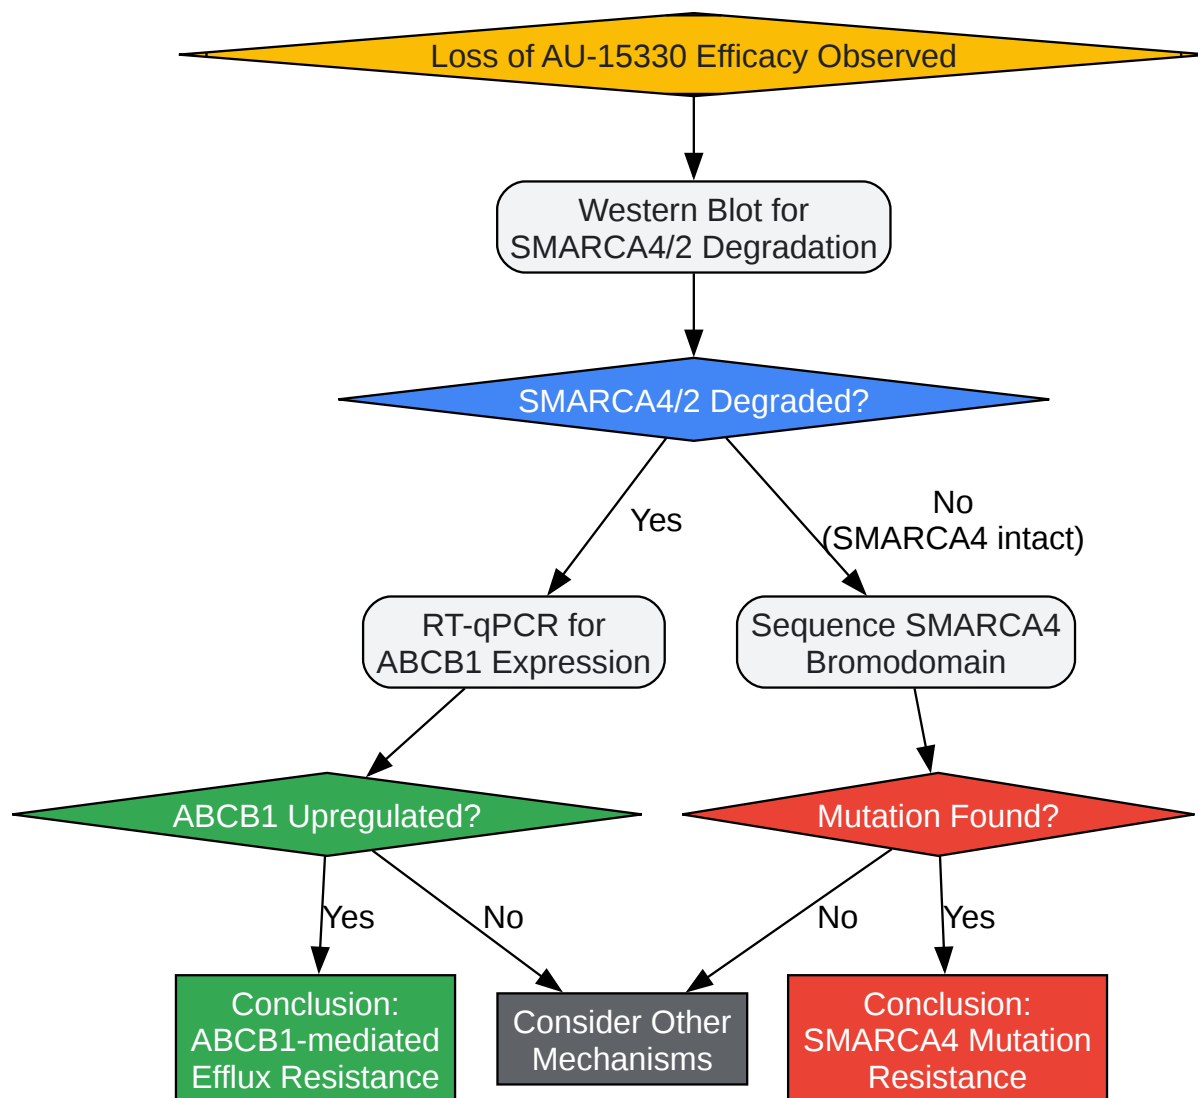 Loss of AU-15330 Efficacy Observed
Western Blot for
SMARCA4/2 Degradation
SMARCA4/2 Degraded?
Yes
No
(SMARCA4 intact)
RT-qPCR for
ABCB1 Expression
Sequence SMARCA4
Bromodomain
ABCB1 Upregulated?
Mutation Found?
Yes
No
No
Yes
Conclusion:
ABCB1-mediated
Efflux Resistance
Consider Other
Mechanisms
Conclusion:
SMARCA4 Mutation
Resistance